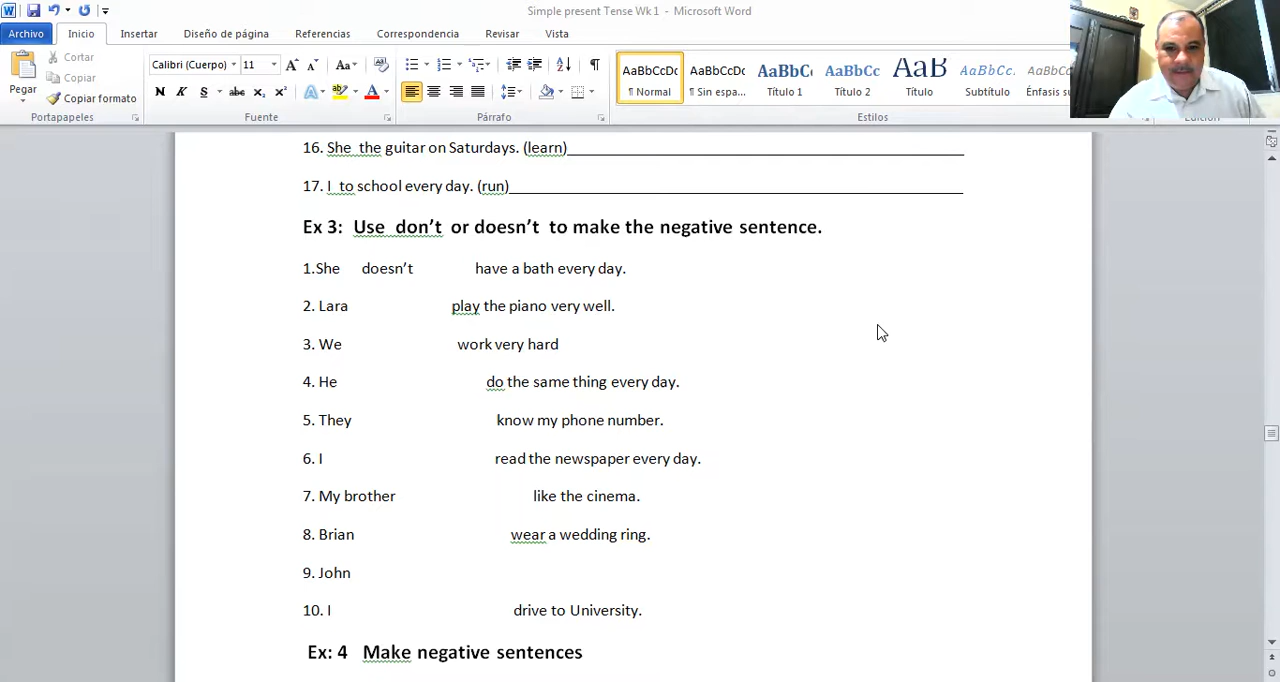 Simple present Tense Wk1 - Microsoft Word
Archivo Inicio Insertar Diseño de página Referencias Correspondencia Revisar Vista
Pegar
Cortar
Copiar
Copiar formato
Portapapeles
Calibri (Cuerpo) 11
N K S abc x₂ x² A ab A
Fuente
Párrafo
AaBbCcDc
¶ Normal
AaBbCcDc
¶ Sin espa...
AaBbC
Título 1
AaBbCc
Título 2
AaB
Título
AaBbCc.
Subtítulo
AaBbCc
Énfasis s
Estilos
16. She the guitar on Saturdays. (learn)
17. I to school every day. (run)
Ex 3: Use don’t or doesn’t to make the negative sentence.
1.She doesn’t have a bath every day.
2. Lara play the piano very well.
3. We work very hard
4. He do the same thing every day.
5. They know my phone number.
6. I read the newspaper every day.
7. My brother like the cinema.
8. Brian wear a wedding ring.
9. John
10. I drive to University.
Ex: 4 Make negative sentences